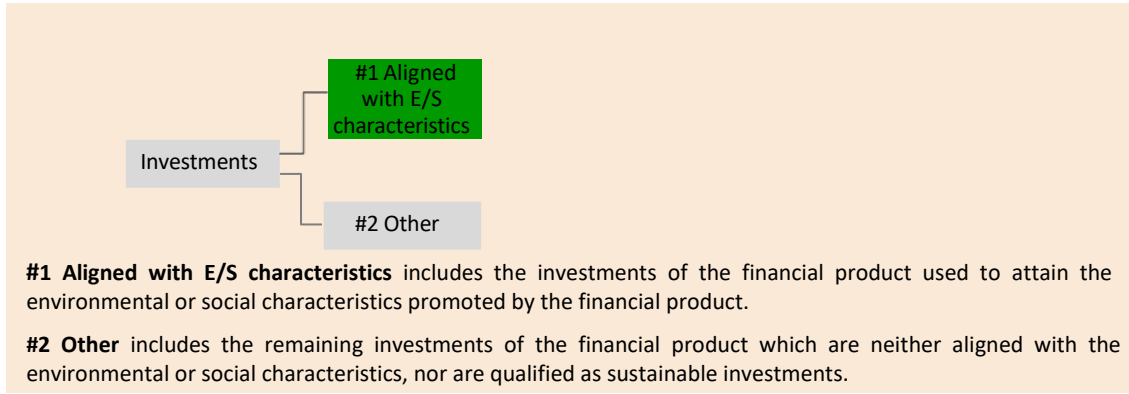 #1 Aligned
with E/S
characteristics
Investments
#2 Other
#1 Aligned with E/S characteristics includes the investments of the financial product used to attain the
environmental or social characteristics promoted by the financial product.
#2 Other includes the remaining investments of the financial product which are neither aligned with the
environmental or social characteristics, nor are qualified as sustainable investments.